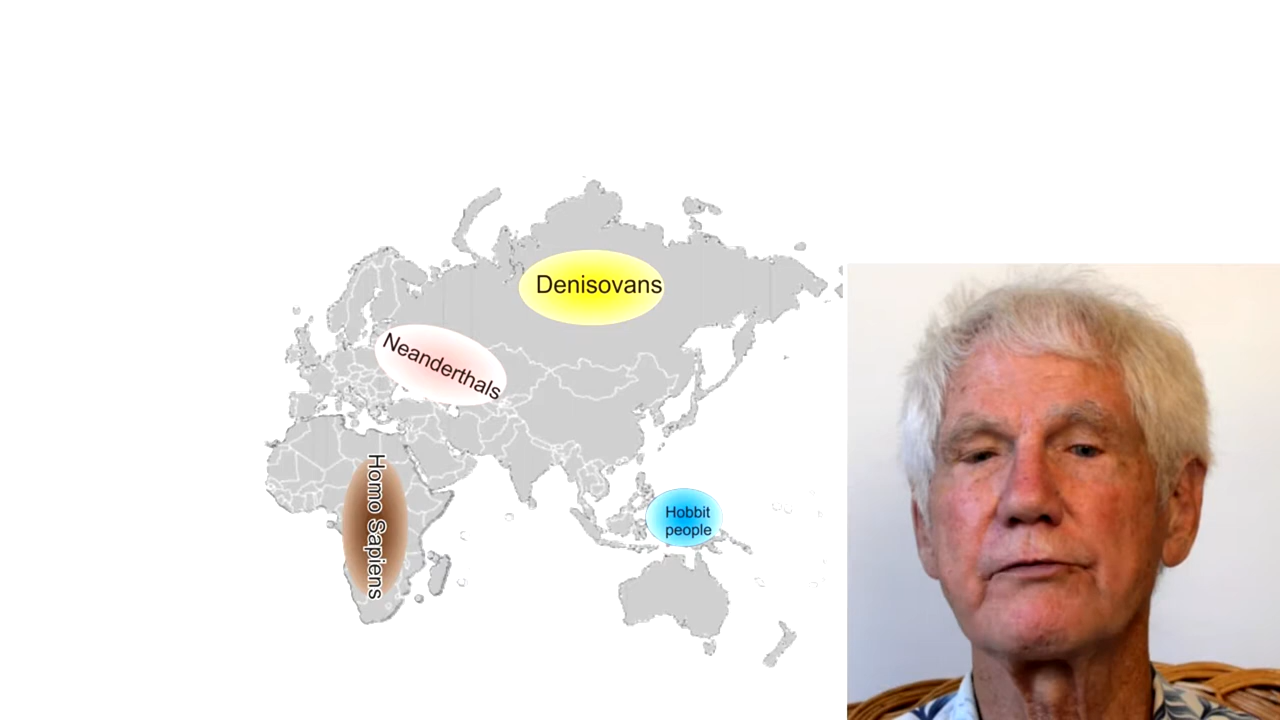 Denisovans
Neanderthals
Homo Sapiens
Hobbit
people